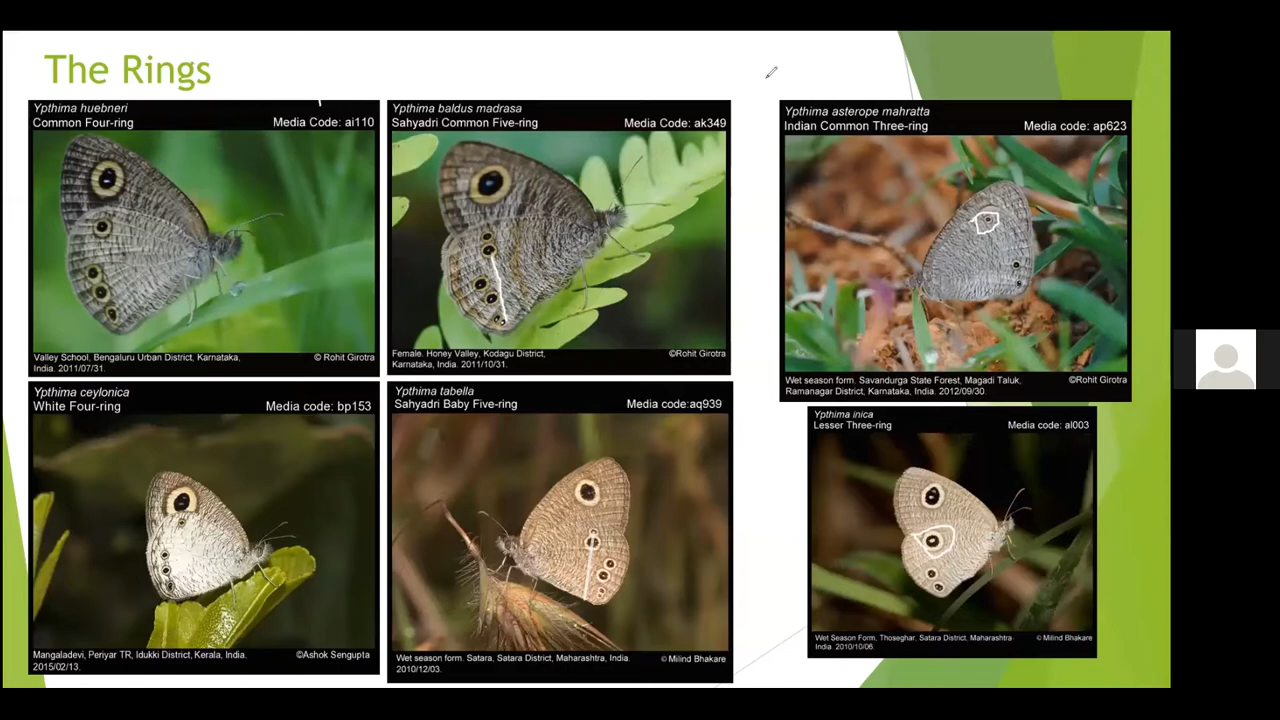 The Rings
Ypthima huebneri
Common Four-ring
Media Code: ai110
Valley School, Bengaluru Urban District, Karnataka,
India. 2011/07/31.
© Rohit Girotra
Ypthima baldus madrasa
Sahyadri Common Five-ring
Media Code: ak349
Female. Honey Valley, Kodagu District,
Karnataka, India. 2011/10/31.
©Rohit Girotra
Ypthima asterope mahratta
Indian Common Three-ring
Media Code: ap623
Wet season form. Savandurga State Forest, Magadi Taluk,
Ramanagar District, Karnataka, India. 2012/09/30.
©Rohit Girotra
Ypthima ceylonica
White Four-ring
Media code: bp153
Mangaladevi, Periyar TR, Idukki District, Kerala, India.
2015/02/13.
©Ashok Sengupta
Ypthima tabella
Sahyadri Baby Five-ring
Media code:aq939
Wet season form. Satara, Satara District, Maharashtra, India.
2010/12/03.
© Milind Bhakare
Ypthima inica
Lesser Three-ring
Media code: al003
Wet Season Form, Thoseghar, Satara District, Maharashtra
India. 2010/10/06.
© Milind Bhakare